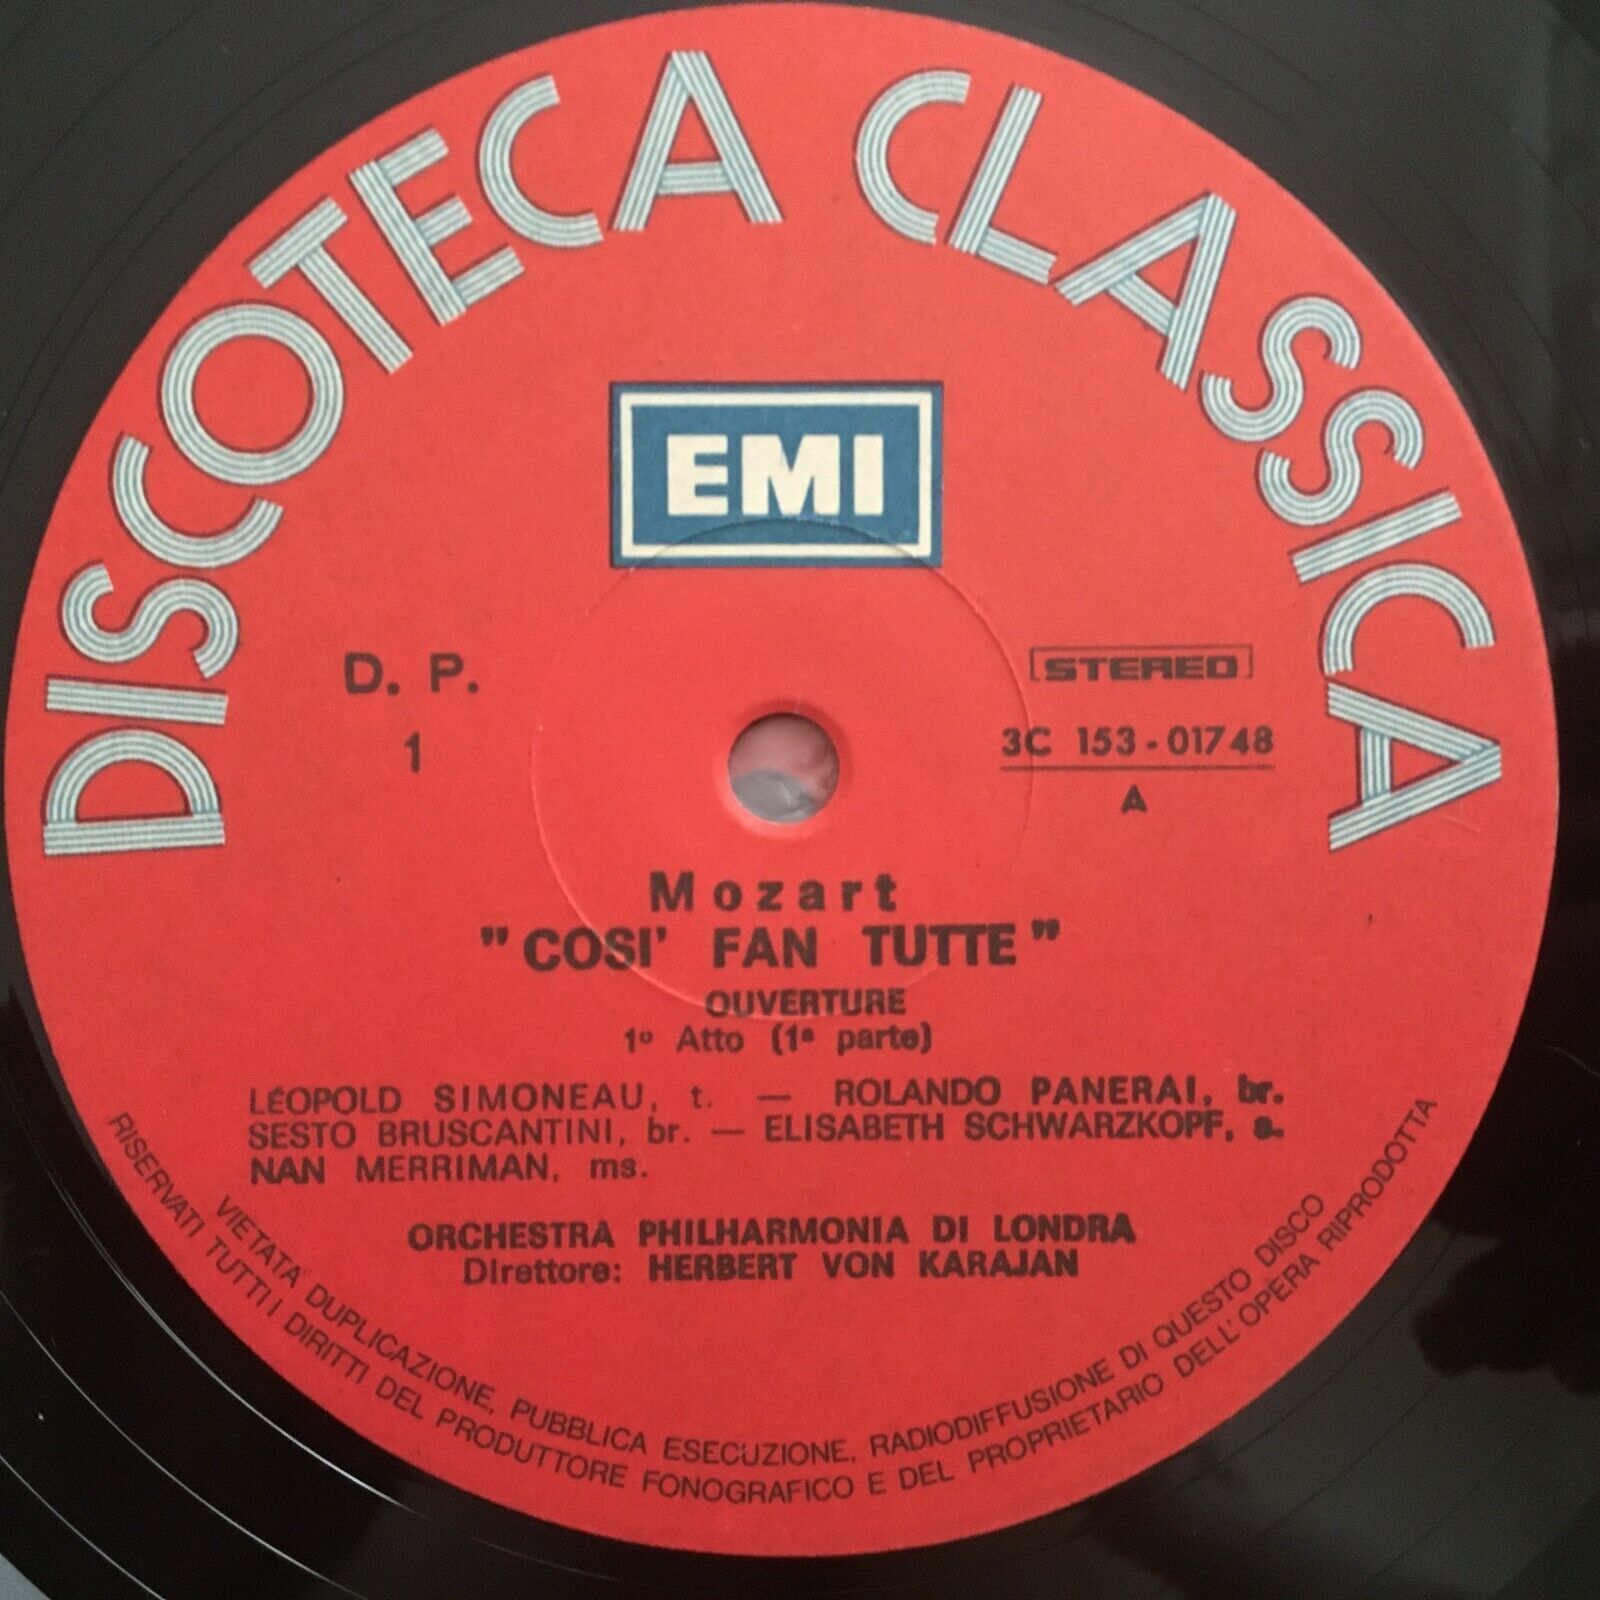 DISCOTECA CLASSICA
EMI
D. P.
1
STEREO
3C 153-01748
A
Mozart
"COSI' FAN TUTTE"
OUVERTURE
1º Atto (1ª parte)
LÉOPOLD SIMONEAU, t. — ROLANDO PANERAI, br.
SESTO BRUSCANTINI, br. — ELISABETH SCHWARZKOPF, s.
NAN MERRIMAN, ms.
ORCHESTRA PHILHARMONIA DI LONDRA
Direttore: HERBERT VON KARAJAN
VIETATA DUPLICAZIONE, PUBBLICA ESECUZIONE, RADIODIFFUSIONE DI QUESTO DISCO
RISERVATI TUTTI I DIRITTI DEL PRODUTTORE FONOGRAFICO E DEL PROPRIETARIO DELL'OPERA RIPRODOTTA